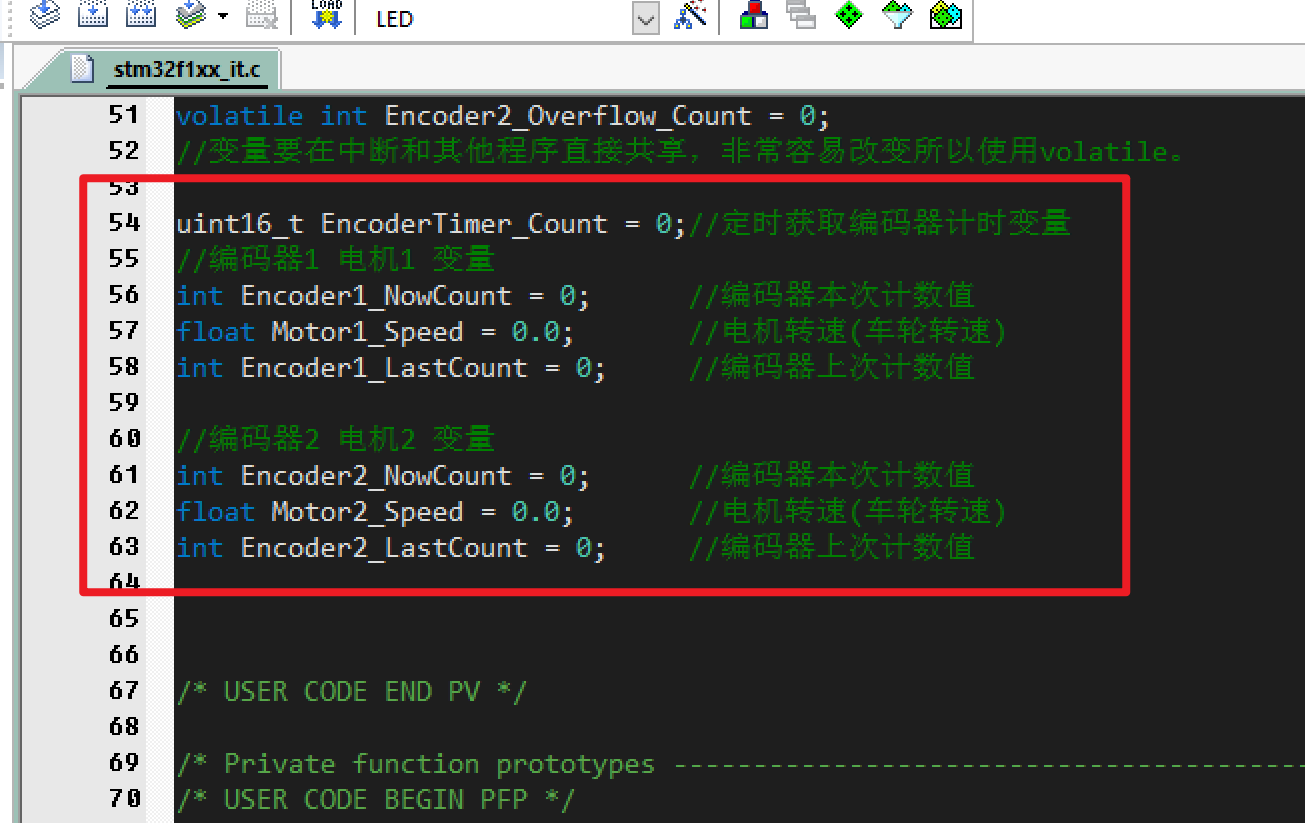 LOAD
LED
stm32f1xx_it.c
51 volatile int Encoder2_Overflow_Count = 0;
52 //变量要在中断和其他程序直接共享，非常容易改变所以使用volatile。
53
54 uint16_t EncoderTimer_Count = 0;//定时获取编码器计时变量
55 //编码器1 电机1 变量
56 int Encoder1_NowCount = 0; //编码器本次计数值
57 float Motor1_Speed = 0.0; //电机转速(车轮转速)
58 int Encoder1_LastCount = 0; //编码器上次计数值
59
60 //编码器2 电机2 变量
61 int Encoder2_NowCount = 0; //编码器本次计数值
62 float Motor2_Speed = 0.0; //电机转速(车轮转速)
63 int Encoder2_LastCount = 0; //编码器上次计数值
64
65
66
67 /* USER CODE END PV */
68
69 /* Private function prototypes ---------------------------------------
70 /* USER CODE BEGIN PFP */